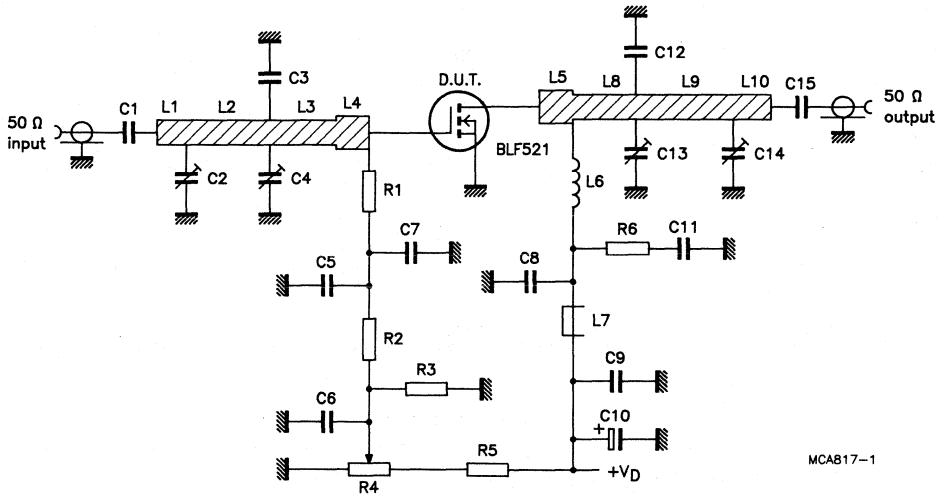 C12
C3
D.U.T.
L5
L8
L9
L10
C15
50 Ω
output
C1
L1
L2
L3
L4
50 Ω
input
BLF521
C2
C4
C13
C14
R1
L6
C7
R6
C11
C5
C8
R2
L7
R3
C9
C6
C10
+
R5
+VD
R4
MCA817-1